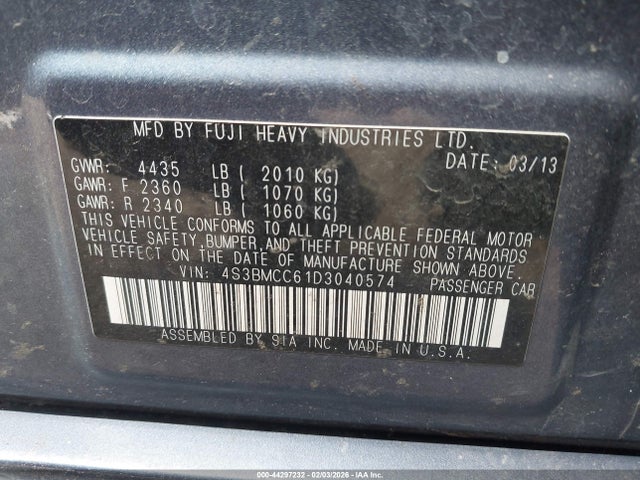 MFD BY FUJI HEAVY INDUSTRIES LTD.
DATE: 03/13
GVWR: 4435 LB ( 2010 KG)
GAWR: F 2360 LB ( 1070 KG)
GAWR: R 2340 LB ( 1060 KG)
THIS VEHICLE CONFORMS TO ALL APPLICABLE FEDERAL MOTOR
VEHICLE SAFETY, BUMPER, AND THEFT PREVENTION STANDARDS
IN EFFECT ON THE DATE OF MANUFACTURE SHOWN ABOVE.
VIN: 4S3BMCC61D3040574 PASSENGER CAR
ASSEMBLED BY SIA INC. MADE IN U.S.A.
000-44297232 - 02/03/2026 - IAA Corp.